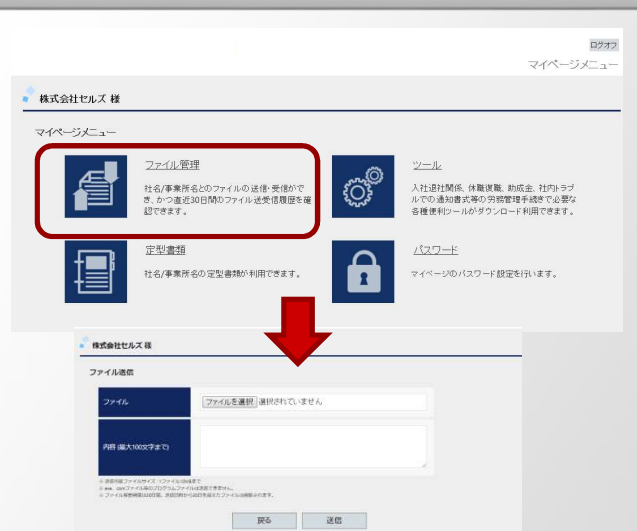 ログオフ
マイページメニュー
株式会社セルズ 様
マイページメニュー
ファイル管理
社名/事業所名とのファイルの送信・受信がで
き、かつ直近30日間のファイル送受信履歴を確
認できます。
ツール
入社退社関係、休職復職、助成金、社内トラブ
ルでの通知書式等の労務管理手続きで必要な
各種便利ツールがダウンロード利用できます。
定型書類
社名/事業所名の定型書類が利用できます。
パスワード
マイページのパスワード設定を行います。
株式会社セルズ 様
ファイル送信
ファイル
ファイルを選択 選択されていません
内容 (最大100文字まで)
戻る 送信